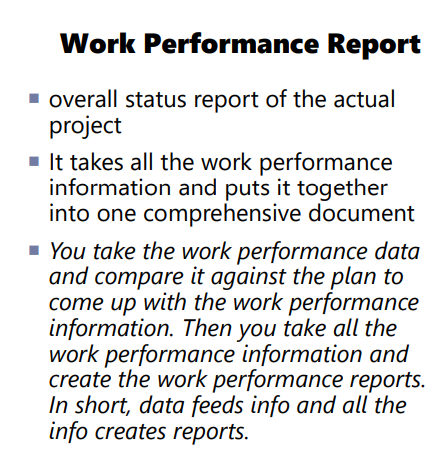 Work Performance Report
■ overall status report of the actual
project
■ It takes all the work performance
information and puts it together
into one comprehensive document
■ You take the work performance data
and compare it against the plan to
come up with the work performance
information. Then you take all the
work performance information and
create the work performance reports.
In short, data feeds info and all the
info creates reports.